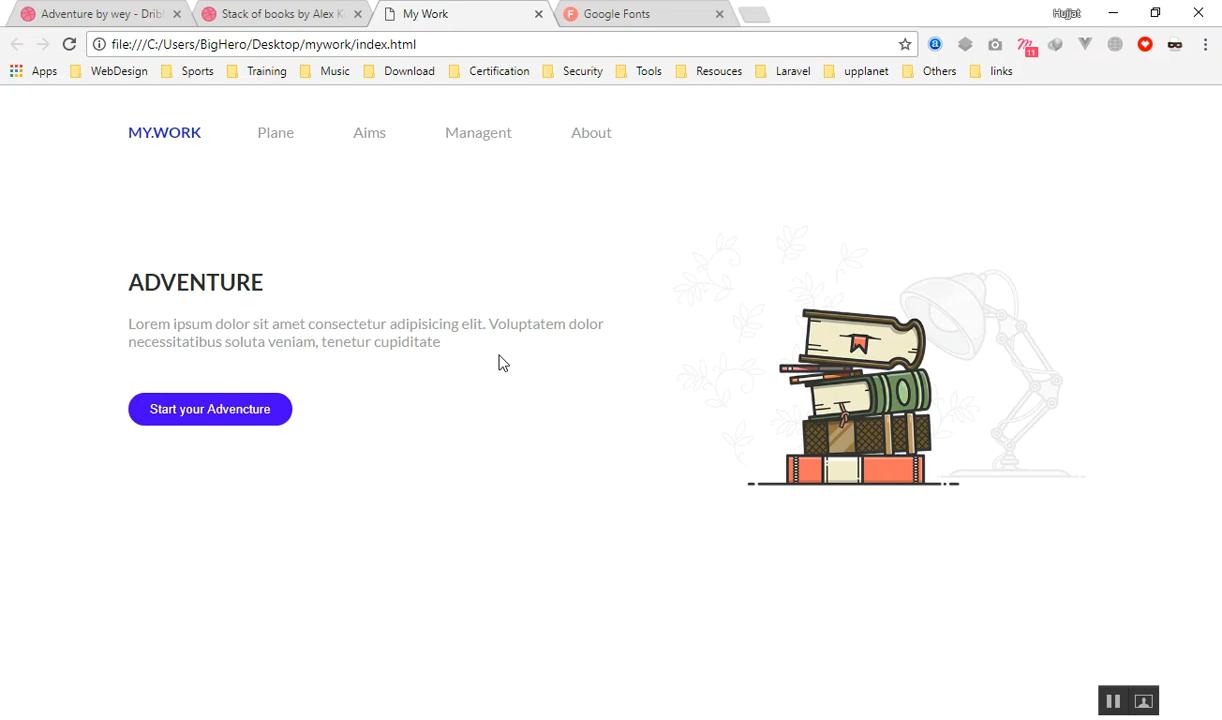 Adventure by wey - Dribl
Stack of books by Alex K
My Work
Google Fonts
Hujjat
file:///C:/Users/BigHero/Desktop/mywork/index.html
a
11
Apps WebDesign Sports Training Music Download Certification Security Tools Resouces Laravel upplanet Others links
MY.WORK Plane Aims Managent About
ADVENTURE
Lorem ipsum dolor sit amet consectetur adipisicing elit. Voluptatem dolor
necessitatibus soluta veniam, tenetur cupiditate
Start your Advencture